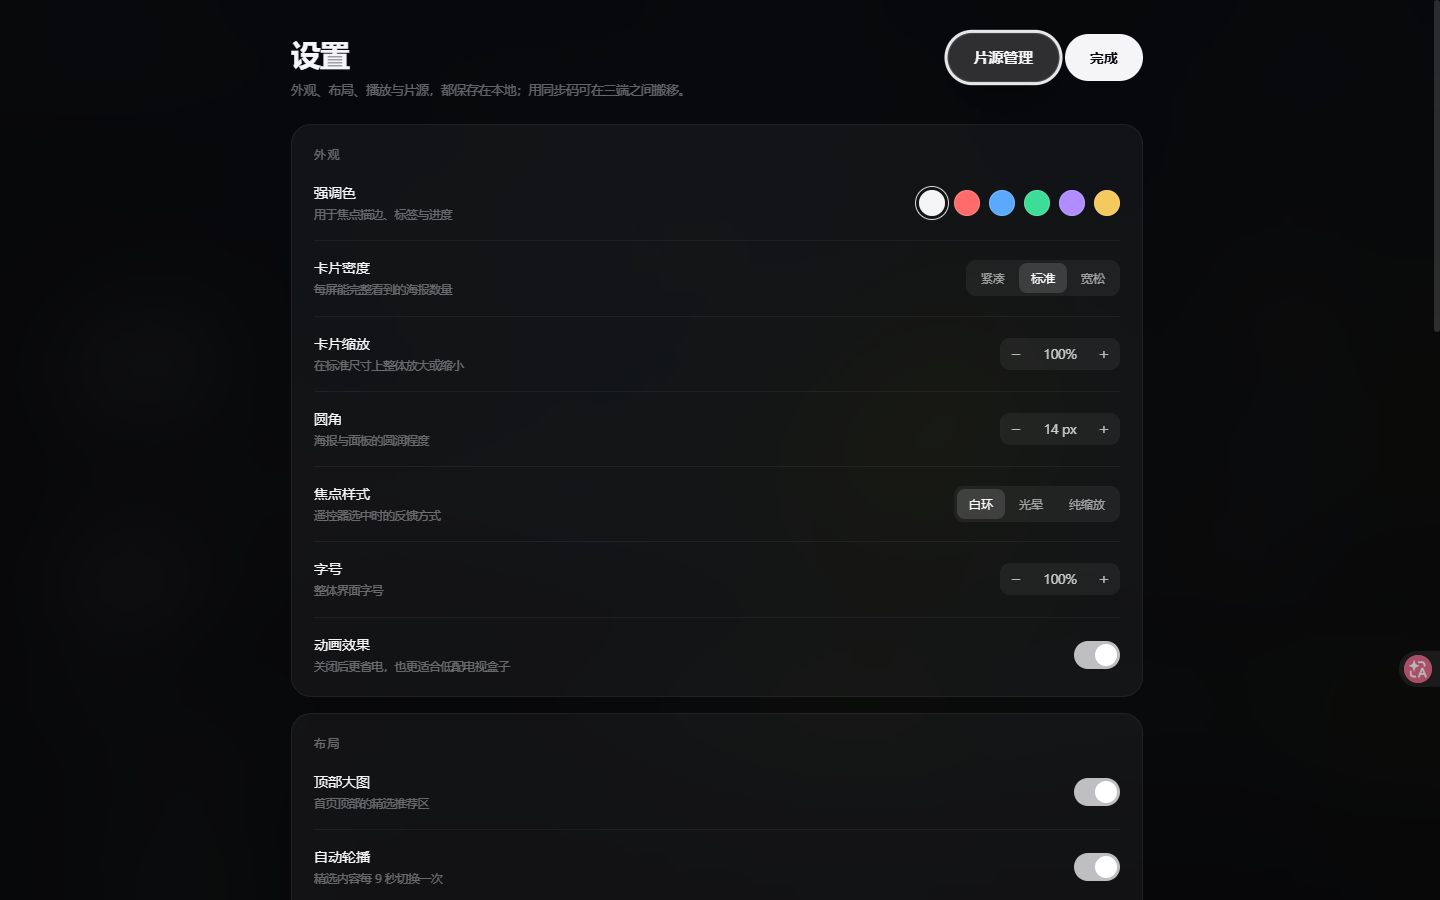 设置
片源管理
完成
外观、布局、播放与片源，都保存在本地；用同步码可在三端之间搬移。
外观
强调色
用于焦点描边、标签与进度
卡片密度
每屏能完整看到的海报数量
紧凑
标准
宽松
卡片缩放
在标准尺寸上整体放大或缩小
− 100% +
圆角
海报与面板的圆润程度
− 14 px +
焦点样式
遥控器选中时的反馈方式
白环
光晕
纯缩放
字号
整体界面字号
− 100% +
动画效果
关闭后更省电，也更适合低配电视盒子
布局
顶部大图
首页顶部的精选推荐区
自动轮播
精选内容每 9 秒切换一次